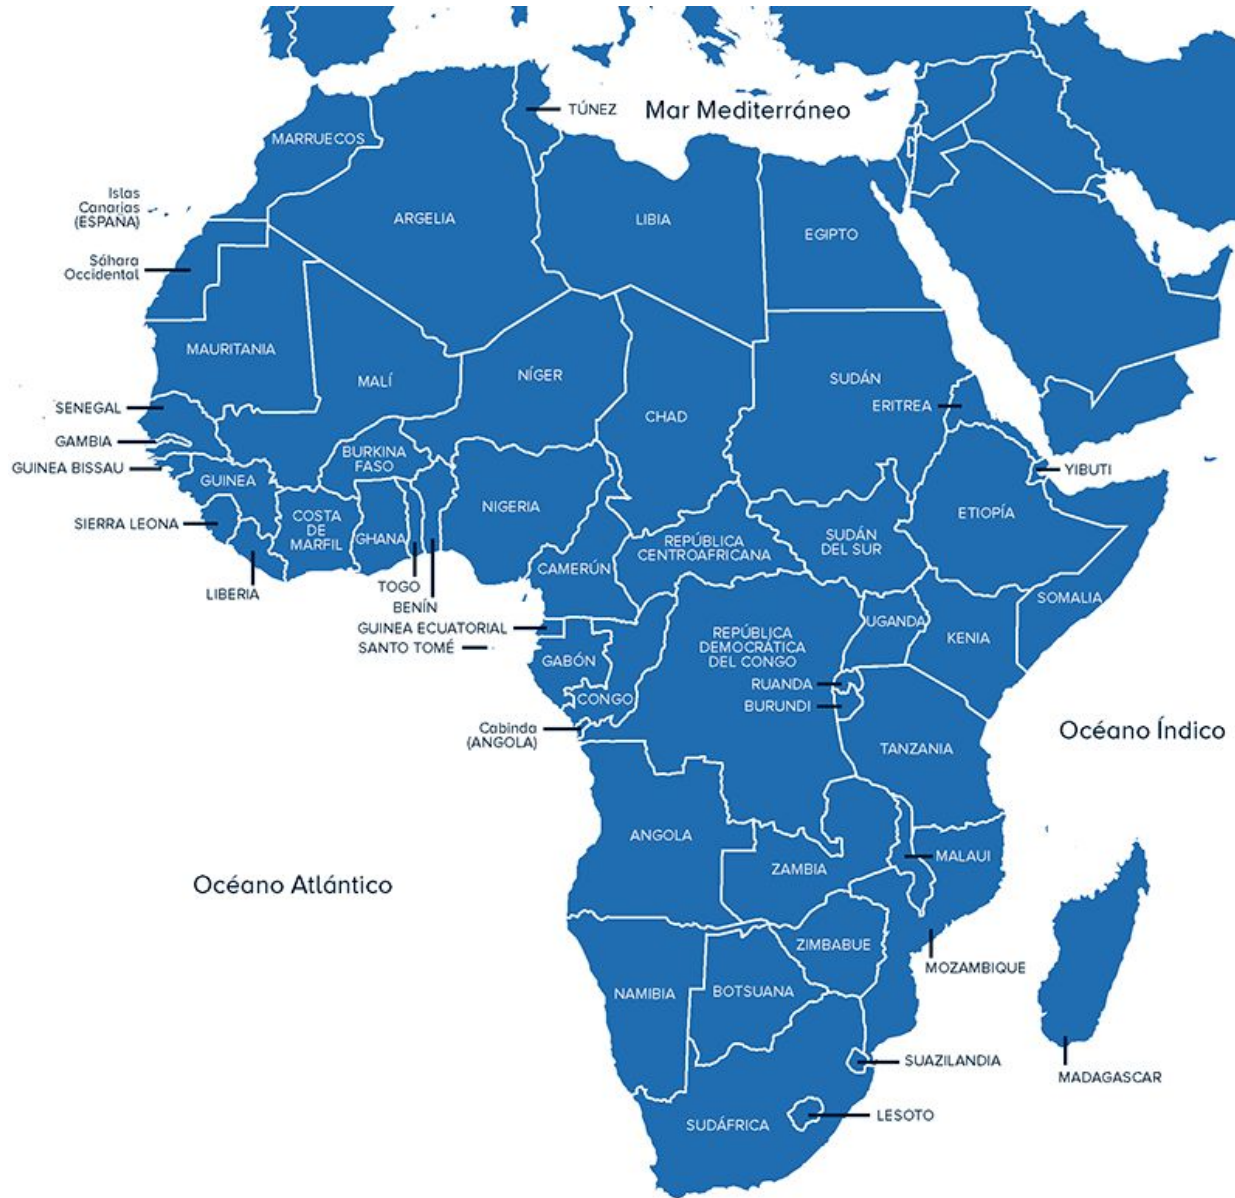 TÚNEZ
Mar Mediterráneo
MARRUECOS
Islas
Canarias
(ESPAÑA)
ARGELIA
LIBIA
EGIPTO
Sáhara
Occidental
MAURITANIA
MALÍ
NÍGER
CHAD
SUDÁN
ERITREA
SENEGAL
GAMBIA
GUINEA BISSAU
GUINEA
BURKINA
FASO
YIBUTI
SIERRA LEONA
COSTA
DE
MARFIL
GHANA
NIGERIA
ETIOPÍA
LIBERIA
TOGO
BENÍN
CAMERÚN
REPÚBLICA
CENTROAFRICANA
SUDÁN
DEL SUR
SOMALIA
GUINEA ECUATORIAL
SANTO TOMÉ
GABÓN
CONGO
REPÚBLICA
DEMOCRÁTICA
DEL CONGO
UGANDA
KENIA
RUANDA
BURUNDI
Cabinda
(ANGOLA)
TANZANIA
Océano Índico
ANGOLA
ZAMBIA
MALAUI
Océano Atlántico
ZIMBABUE
MOZAMBIQUE
NAMIBIA
BOTSUANA
SUAZILANDIA
MADAGASCAR
SUDÁFRICA
LESOTO